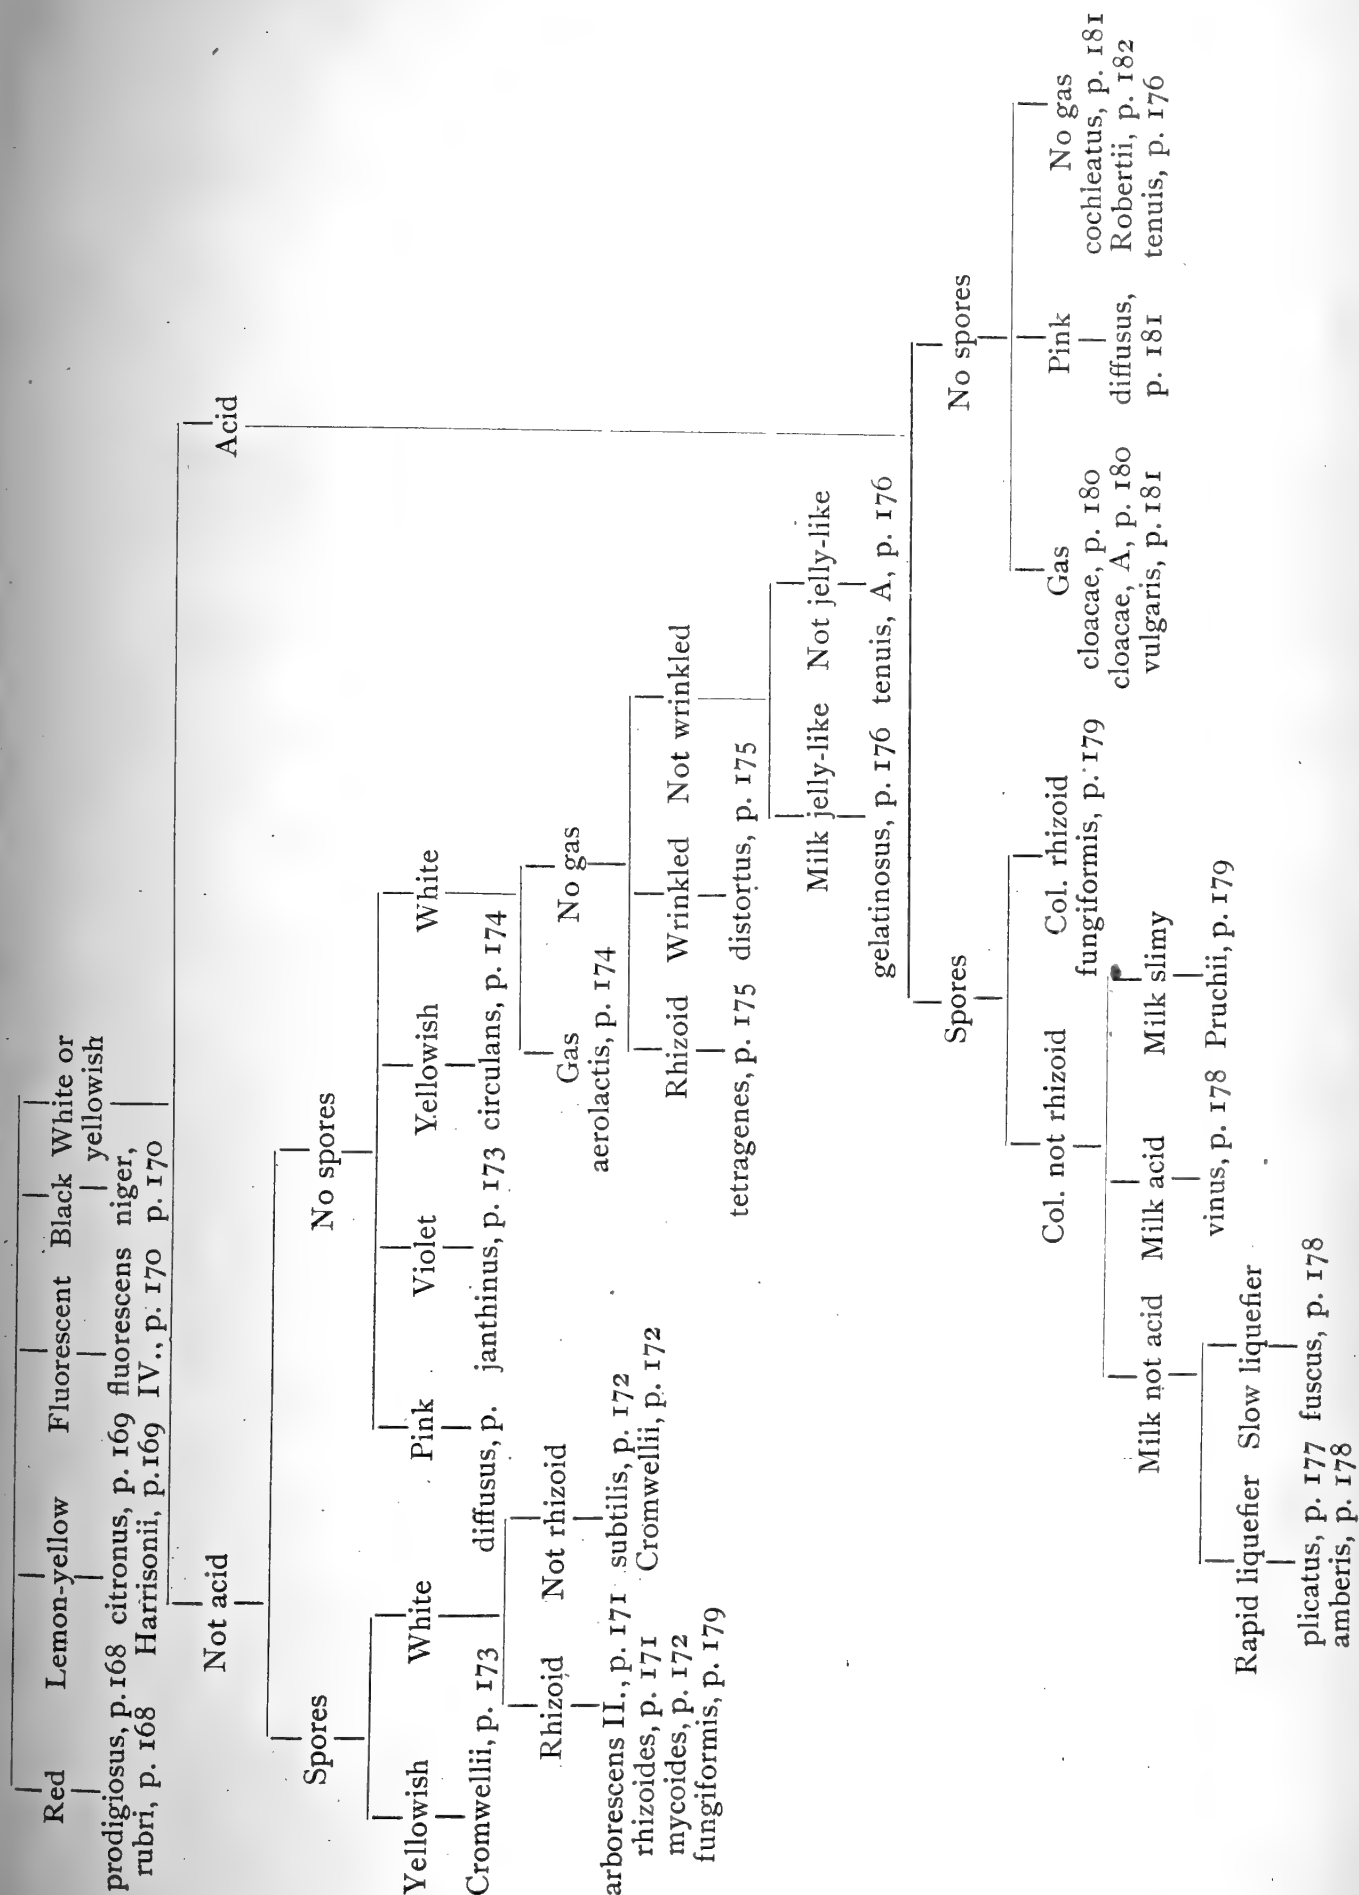 Red Lemon-yellow Fluorescent Black White or
yellowish
prodigiosus, p. 168 citronus, p. 169 fluorescens niger,
rubri, p. 168 Harrisonii, p. 169 IV., p. 170 p. 170
Not acid Acid
Spores No spores
Yellowish White Pink Violet Yellowish White
Cromwellii, p. 173 diffusus, p. janthinus, p. 173 circulans, p. 174
Rhizoid Not rhizoid Gas No gas
aerolactis, p. 174
arborescens II., p. 171 subtilis, p. 172
rhizoides, p. 171 Cromwellii, p. 172
mycoides, p. 172
fungiformis, p. 179
Rhizoid Wrinkled Not wrinkled
tetragenes, p. 175 distortus, p. 175
Milk jelly-like Not jelly-like
gelatinosus, p. 176 tenuis, A, p. 176
Spores No spores
Col. not rhizoid Col. rhizoid Gas Pink No gas
fungiformis, p. 179 cloacae, p. 180 diffusus, cochleatus, p. 181
cloacae, A, p. 180 p. 181 Robertii, p. 182
vulgaris, p. 181 tenuis, p. 176
Milk not acid Milk acid Milk slimy
vinus, p. 178 Pruchii, p. 179
Rapid liquefier Slow liquefier
plicatus, p. 177 fuscus, p. 178
amberis, p. 178